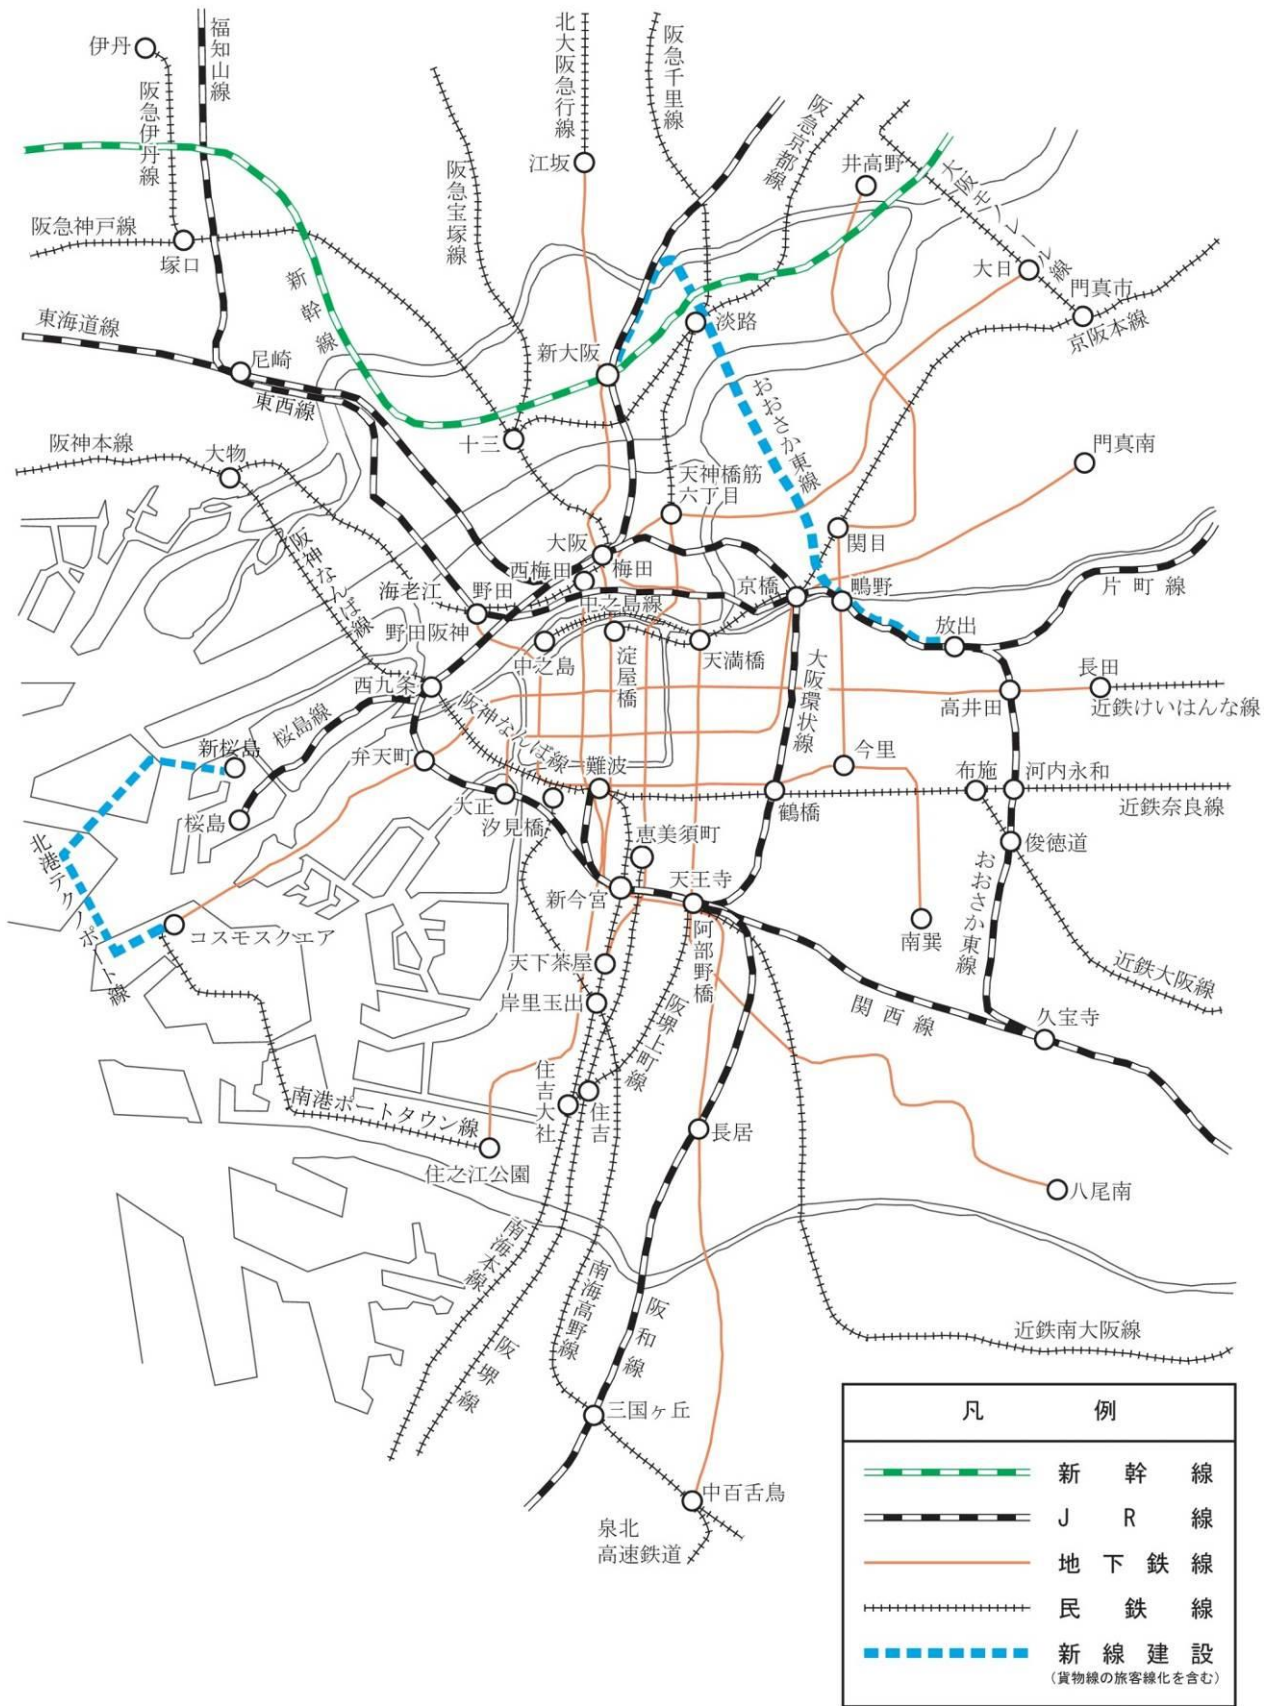 伊丹
福知山線
北大阪急行線
阪急千里線
阪急伊丹線
阪急宝塚線
江坂
阪急京都線
井高野
大阪モノレール線
阪急神戸線
塚口
新幹線
大日
門真市
京阪本線
東海道線
尼崎
東西線
新大阪
淡路
おおさか東線
阪神本線
大物
十三
天神橋筋
六丁目
門真南
関目
阪神なんば線
大阪
梅田
西梅田
海老江
野田
中之島線
京橋
鴫野
片町線
野田阪神
中之島
淀屋橋
天満橋
放出
大阪環状線
西九条
阪神なんば線
高井田
長田
近鉄けいはんな線
桜島線
新桜島
弁天町
難波
今里
布施
河内永和
近鉄奈良線
桜島
大正
汐見橋
鶴橋
恵美須町
俊徳道
北港テクノポート線
新今宮
天王寺
おおさか東線
コスモスクエア
阿部野橋
南巽
近鉄大阪線
天下茶屋
岸里玉出
阪堺上町線
関西線
久宝寺
南港ポートタウン線
住吉大社
住吉
長居
住之江公園
八尾南
南海本線
南海高野線
阪和線
阪堺線
近鉄南大阪線
三国ヶ丘
中百舌鳥
泉北
高速鉄道
凡例
新幹線
JR線
地下鉄線
民鉄線
新線建設
(貨物線の旅客線化を含む)